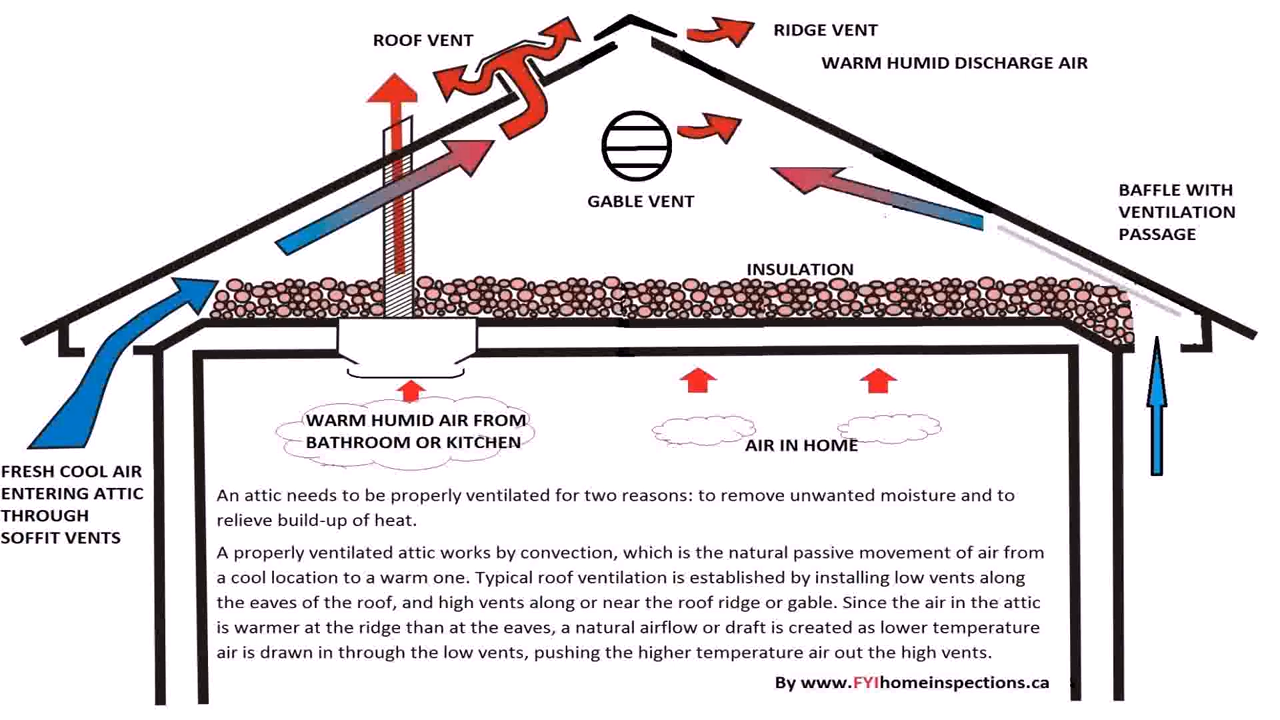 ROOF VENT
RIDGE VENT
WARM HUMID DISCHARGE AIR
GABLE VENT
BAFFLE WITH
VENTILATION
PASSAGE
INSULATION
WARM HUMID AIR FROM
BATHROOM OR KITCHEN
AIR IN HOME
FRESH COOL AIR
ENTERING ATTIC
THROUGH
SOFFIT VENTS
An attic needs to be properly ventilated for two reasons: to remove unwanted moisture and to
relieve build-up of heat.
A properly ventilated attic works by convection, which is the natural passive movement of air from
a cool location to a warm one. Typical roof ventilation is established by installing low vents along
the eaves of the roof, and high vents along or near the roof ridge or gable. Since the air in the attic
is warmer at the ridge than at the eaves, a natural airflow or draft is created as lower temperature
air is drawn in through the low vents, pushing the higher temperature air out the high vents.
By www.FYIhomeinspections.ca